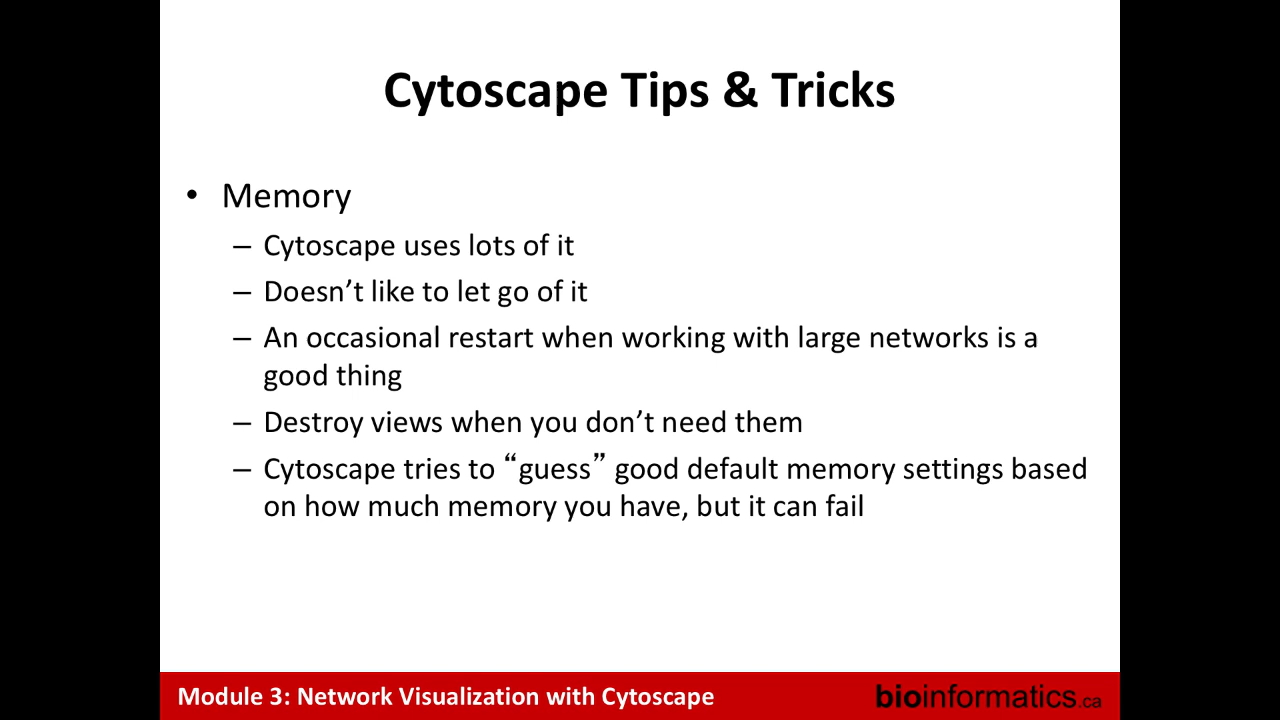 Cytoscape Tips & Tricks
• Memory
– Cytoscape uses lots of it
– Doesn’t like to let go of it
– An occasional restart when working with large networks is a
good thing
– Destroy views when you don’t need them
– Cytoscape tries to “guess” good default memory settings based
on how much memory you have, but it can fail
Module 3: Network Visualization with Cytoscape
bioinformatics.ca